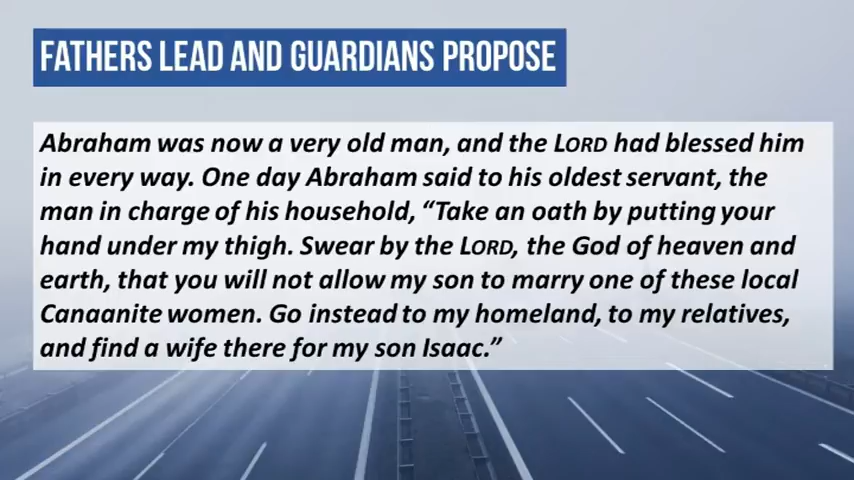 FATHERS LEAD AND GUARDIANS PROPOSE
Abraham was now a very old man, and the LORD had blessed him
in every way. One day Abraham said to his oldest servant, the
man in charge of his household, “Take an oath by putting your
hand under my thigh. Swear by the LORD, the God of heaven and
earth, that you will not allow my son to marry one of these local
Canaanite women. Go instead to my homeland, to my relatives,
and find a wife there for my son Isaac.”